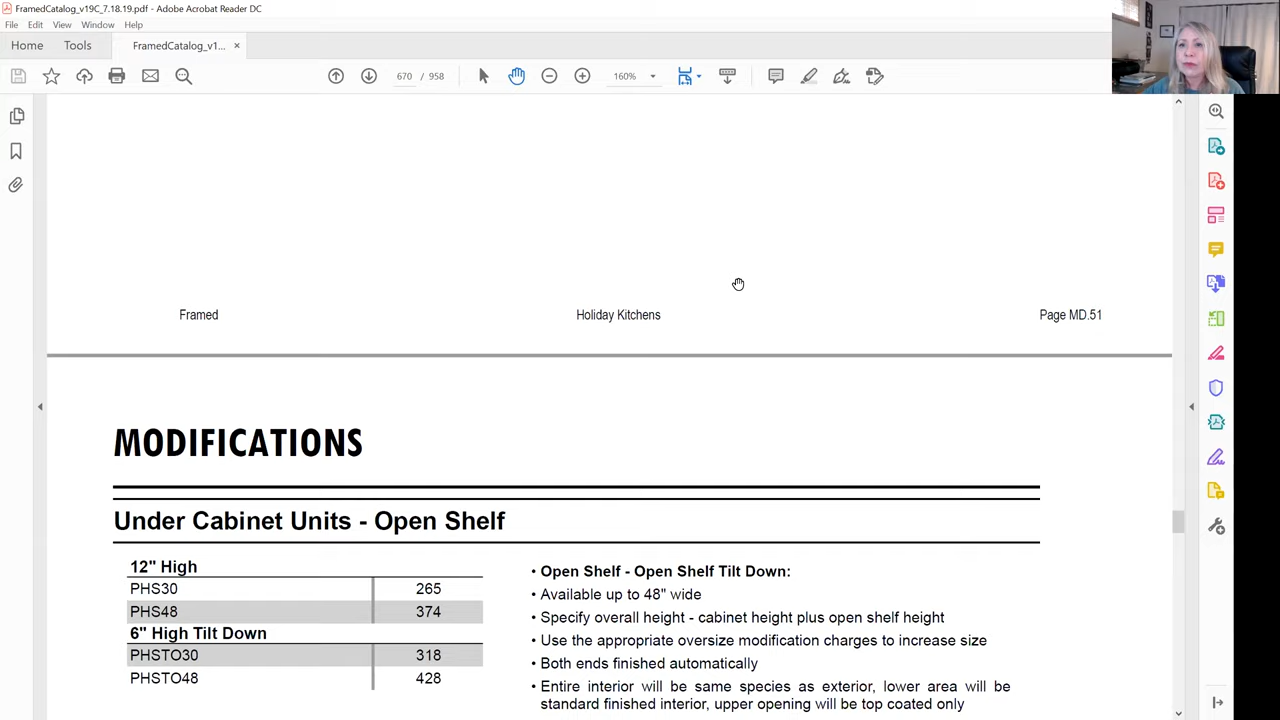 FramedCatalog_v19C_7.18.19.pdf - Adobe Acrobat Reader DC
File Edit View Window Help
Home Tools FramedCatalog_v1... ×
670 / 958 160%
Framed Holiday Kitchens Page MD.51
MODIFICATIONS
Under Cabinet Units - Open Shelf
12" High
PHS30 265
PHS48 374
6" High Tilt Down
PHSTO30 318
PHSTO48 428
• Open Shelf - Open Shelf Tilt Down:
• Available up to 48" wide
• Specify overall height - cabinet height plus open shelf height
• Use the appropriate oversize modification charges to increase size
• Both ends finished automatically
• Entire interior will be same species as exterior, lower area will be
standard finished interior, upper opening will be top coated only